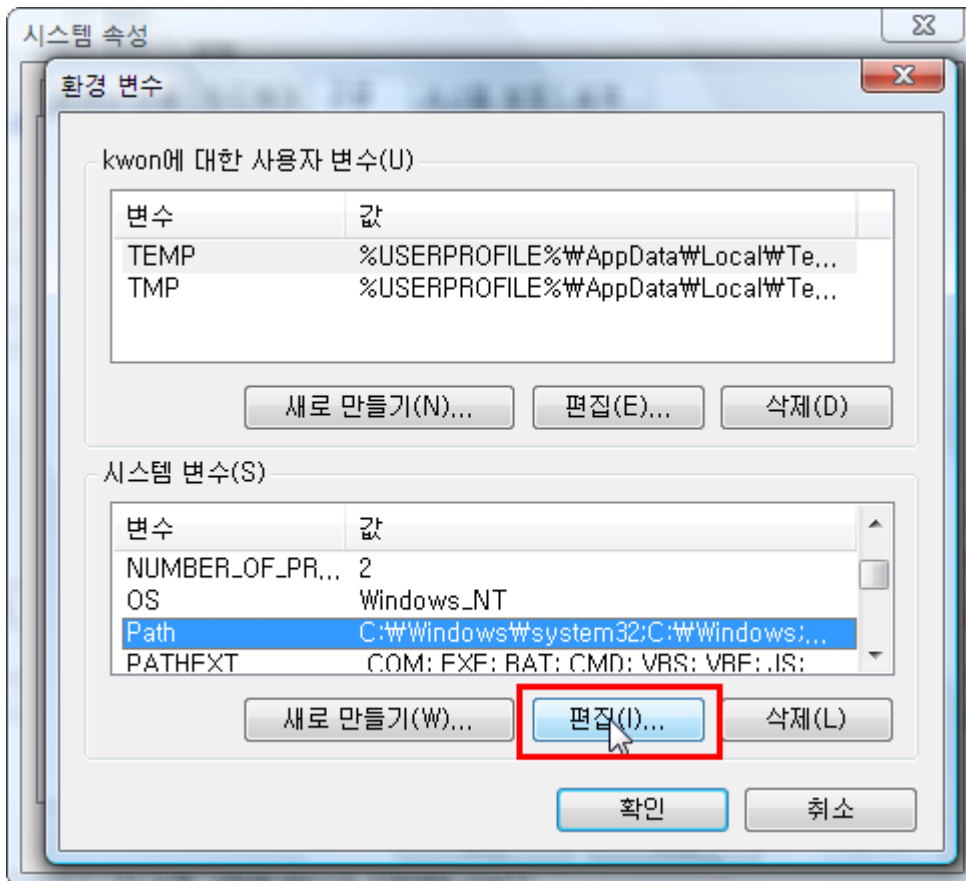 시스템 속성
환경 변수
kwon에 대한 사용자 변수(U)
변수 값
TEMP %USERPROFILE%₩AppData₩Local₩Te...
TMP %USERPROFILE%₩AppData₩Local₩Te...
새로 만들기(N)... 편집(E)... 삭제(D)
시스템 변수(S)
변수 값
NUMBER_OF_PR... 2
OS Windows_NT
Path C:₩Windows₩system32;C:₩Windows;...
PATHEXT .COM;.EXE;.BAT;.CMD;.VBS;.VBE;.JS;
새로 만들기(W)... 편집(I)... 삭제(L)
확인 취소